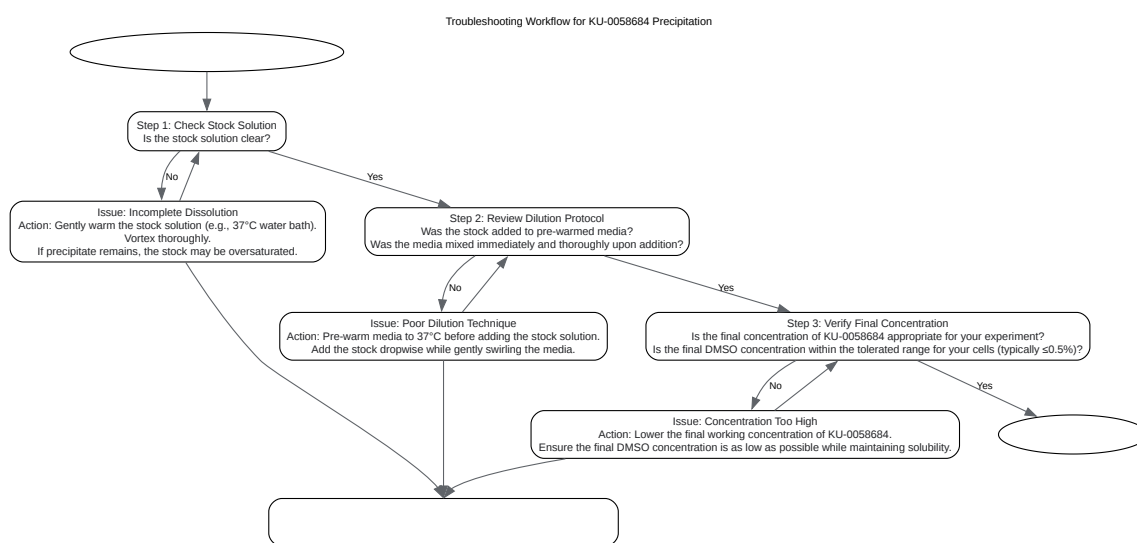 Troubleshooting Workflow for KU-0058684 Precipitation
Step 1: Check Stock Solution
Is the stock solution clear?
No
Yes
Issue: Incomplete Dissolution
Action: Gently warm the stock solution (e.g., 37°C water bath).
Vortex thoroughly.
If precipitate remains, the stock may be oversaturated.
Step 2: Review Dilution Protocol
Was the stock added to pre-warmed media?
Was the media mixed immediately and thoroughly upon addition?
No
Yes
Issue: Poor Dilution Technique
Action: Pre-warm media to 37°C before adding the stock solution.
Add the stock dropwise while gently swirling the media.
Step 3: Verify Final Concentration
Is the final concentration of KU-0058684 appropriate for your experiment?
Is the final DMSO concentration within the tolerated range for your cells (typically ≤0.5%)?
No
Yes
Issue: Concentration Too High
Action: Lower the final working concentration of KU-0058684.
Ensure the final DMSO concentration is as low as possible while maintaining solubility.